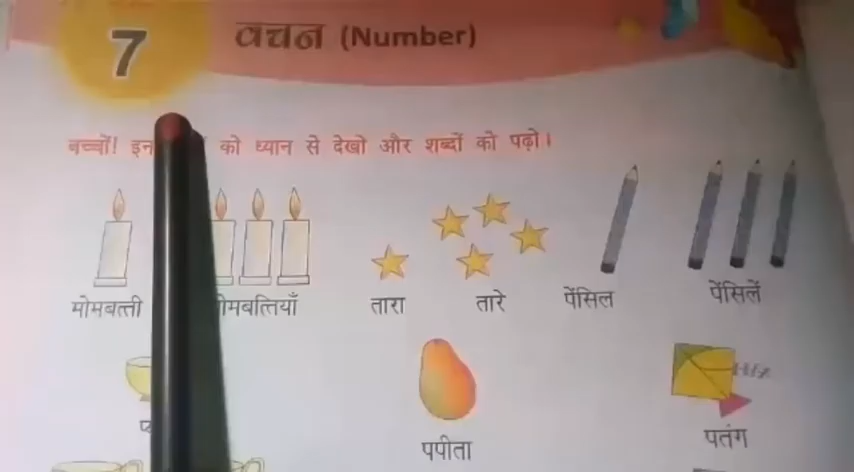 7
वचन (Number)
बच्चों! इन को ध्यान से देखो और शब्दों को पढ़ो।
मोमबत्ती तारा तारे पेंसिल पेंसिलें
पपीता पतंग